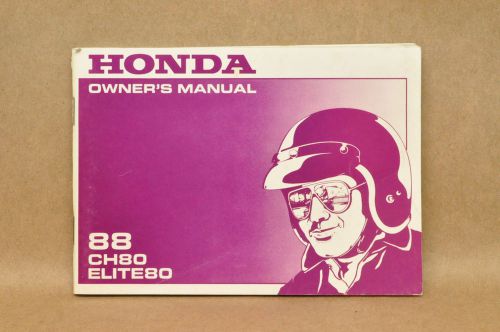 HONDA
OWNER'S MANUAL
88
CH80
ELITE80